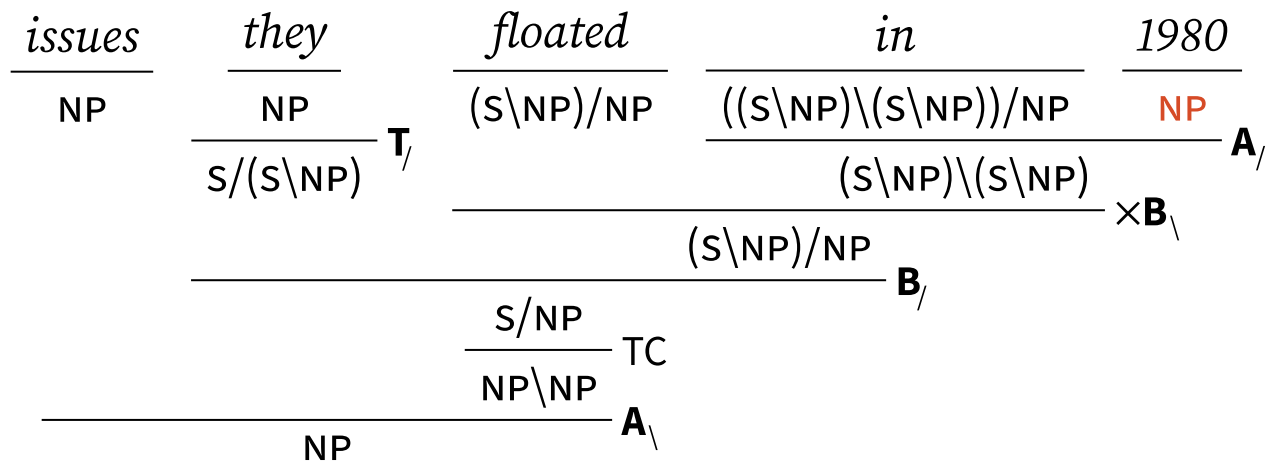 issues they floated in 1980
NP NP (S\NP)/NP ((S\NP)\(S\NP))/NP NP
T/ A/
S/(S\NP) (S\NP)\(S\NP)
×B\
(S\NP)/NP
B/
S/NP
TC
NP\NP
A\
NP